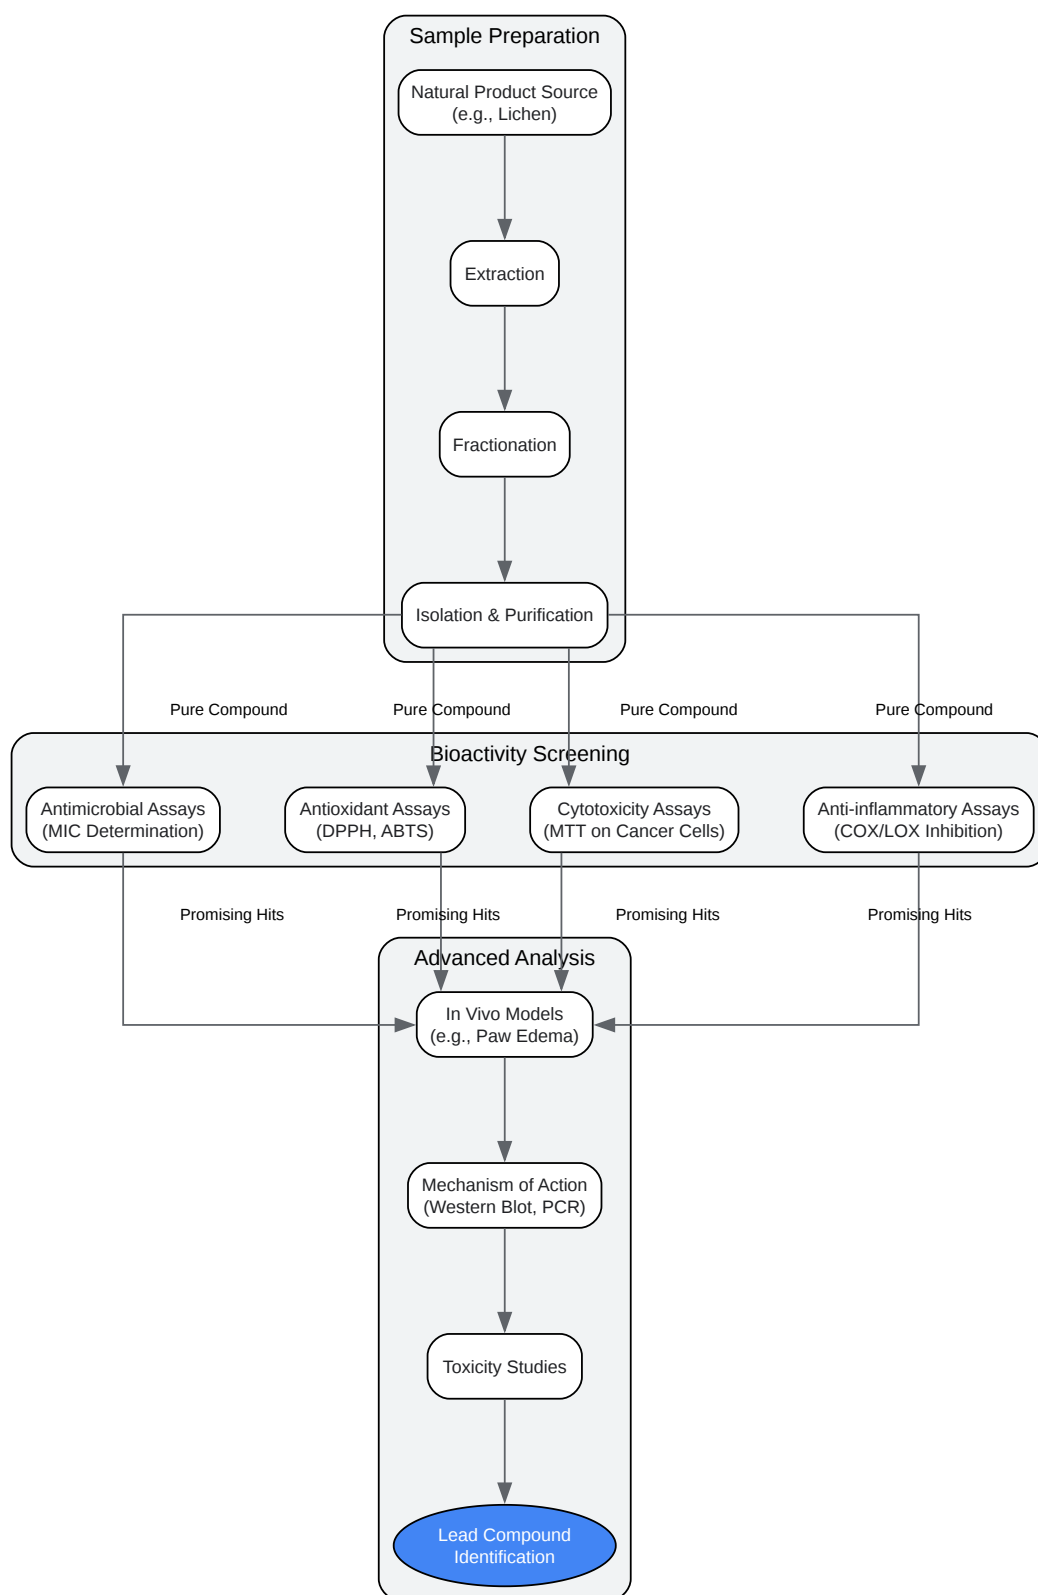 Sample Preparation
Natural Product Source
(e.g., Lichen)
Extraction
Fractionation
Isolation & Purification
Pure Compound
Pure Compound
Pure Compound
Pure Compound
Bioactivity Screening
Antimicrobial Assays
(MIC Determination)
Antioxidant Assays
(DPPH, ABTS)
Cytotoxicity Assays
(MTT on Cancer Cells)
Anti-inflammatory Assays
(COX/LOX Inhibition)
Promising Hits
Promising Hits
Promising Hits
Promising Hits
Advanced Analysis
In Vivo Models
(e.g., Paw Edema)
Mechanism of Action
(Western Blot, PCR)
Toxicity Studies
Lead Compound
Identification